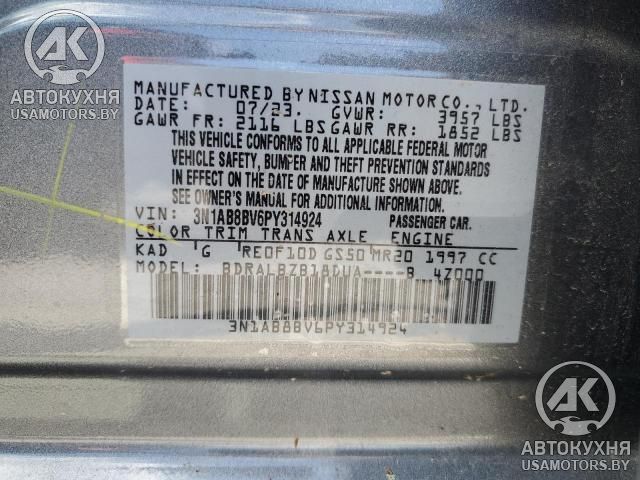 AK
АВТОКУХНЯ
USAMOTORS.BY
MANUFACTURED BY NISSAN MOTOR CO., LTD.
DATE: 07/23. GVWR: 3957 LBS
GAWR FR: 2116 LBS GAWR RR: 1852 LBS
THIS VEHICLE CONFORMS TO ALL APPLICABLE FEDERAL MOTOR
VEHICLE SAFETY, BUMPER AND THEFT PREVENTION STANDARDS
IN EFFECT ON THE DATE OF MANUFACTURE SHOWN ABOVE.
SEE OWNER'S MANUAL FOR ADDITIONAL INFORMATION.
VIN: 3N1AB8BV6PY314924 PASSENGER CAR.
COLOR TRIM TRANS AXLE ENGINE
KAD G RE0F10D GS50 MR20 1997 CC
MODEL: BDRALBZB18DUA----B 4Z000
3N1AB8BV6PY314924
AK
АВТОКУХНЯ
USAMOTORS.BY